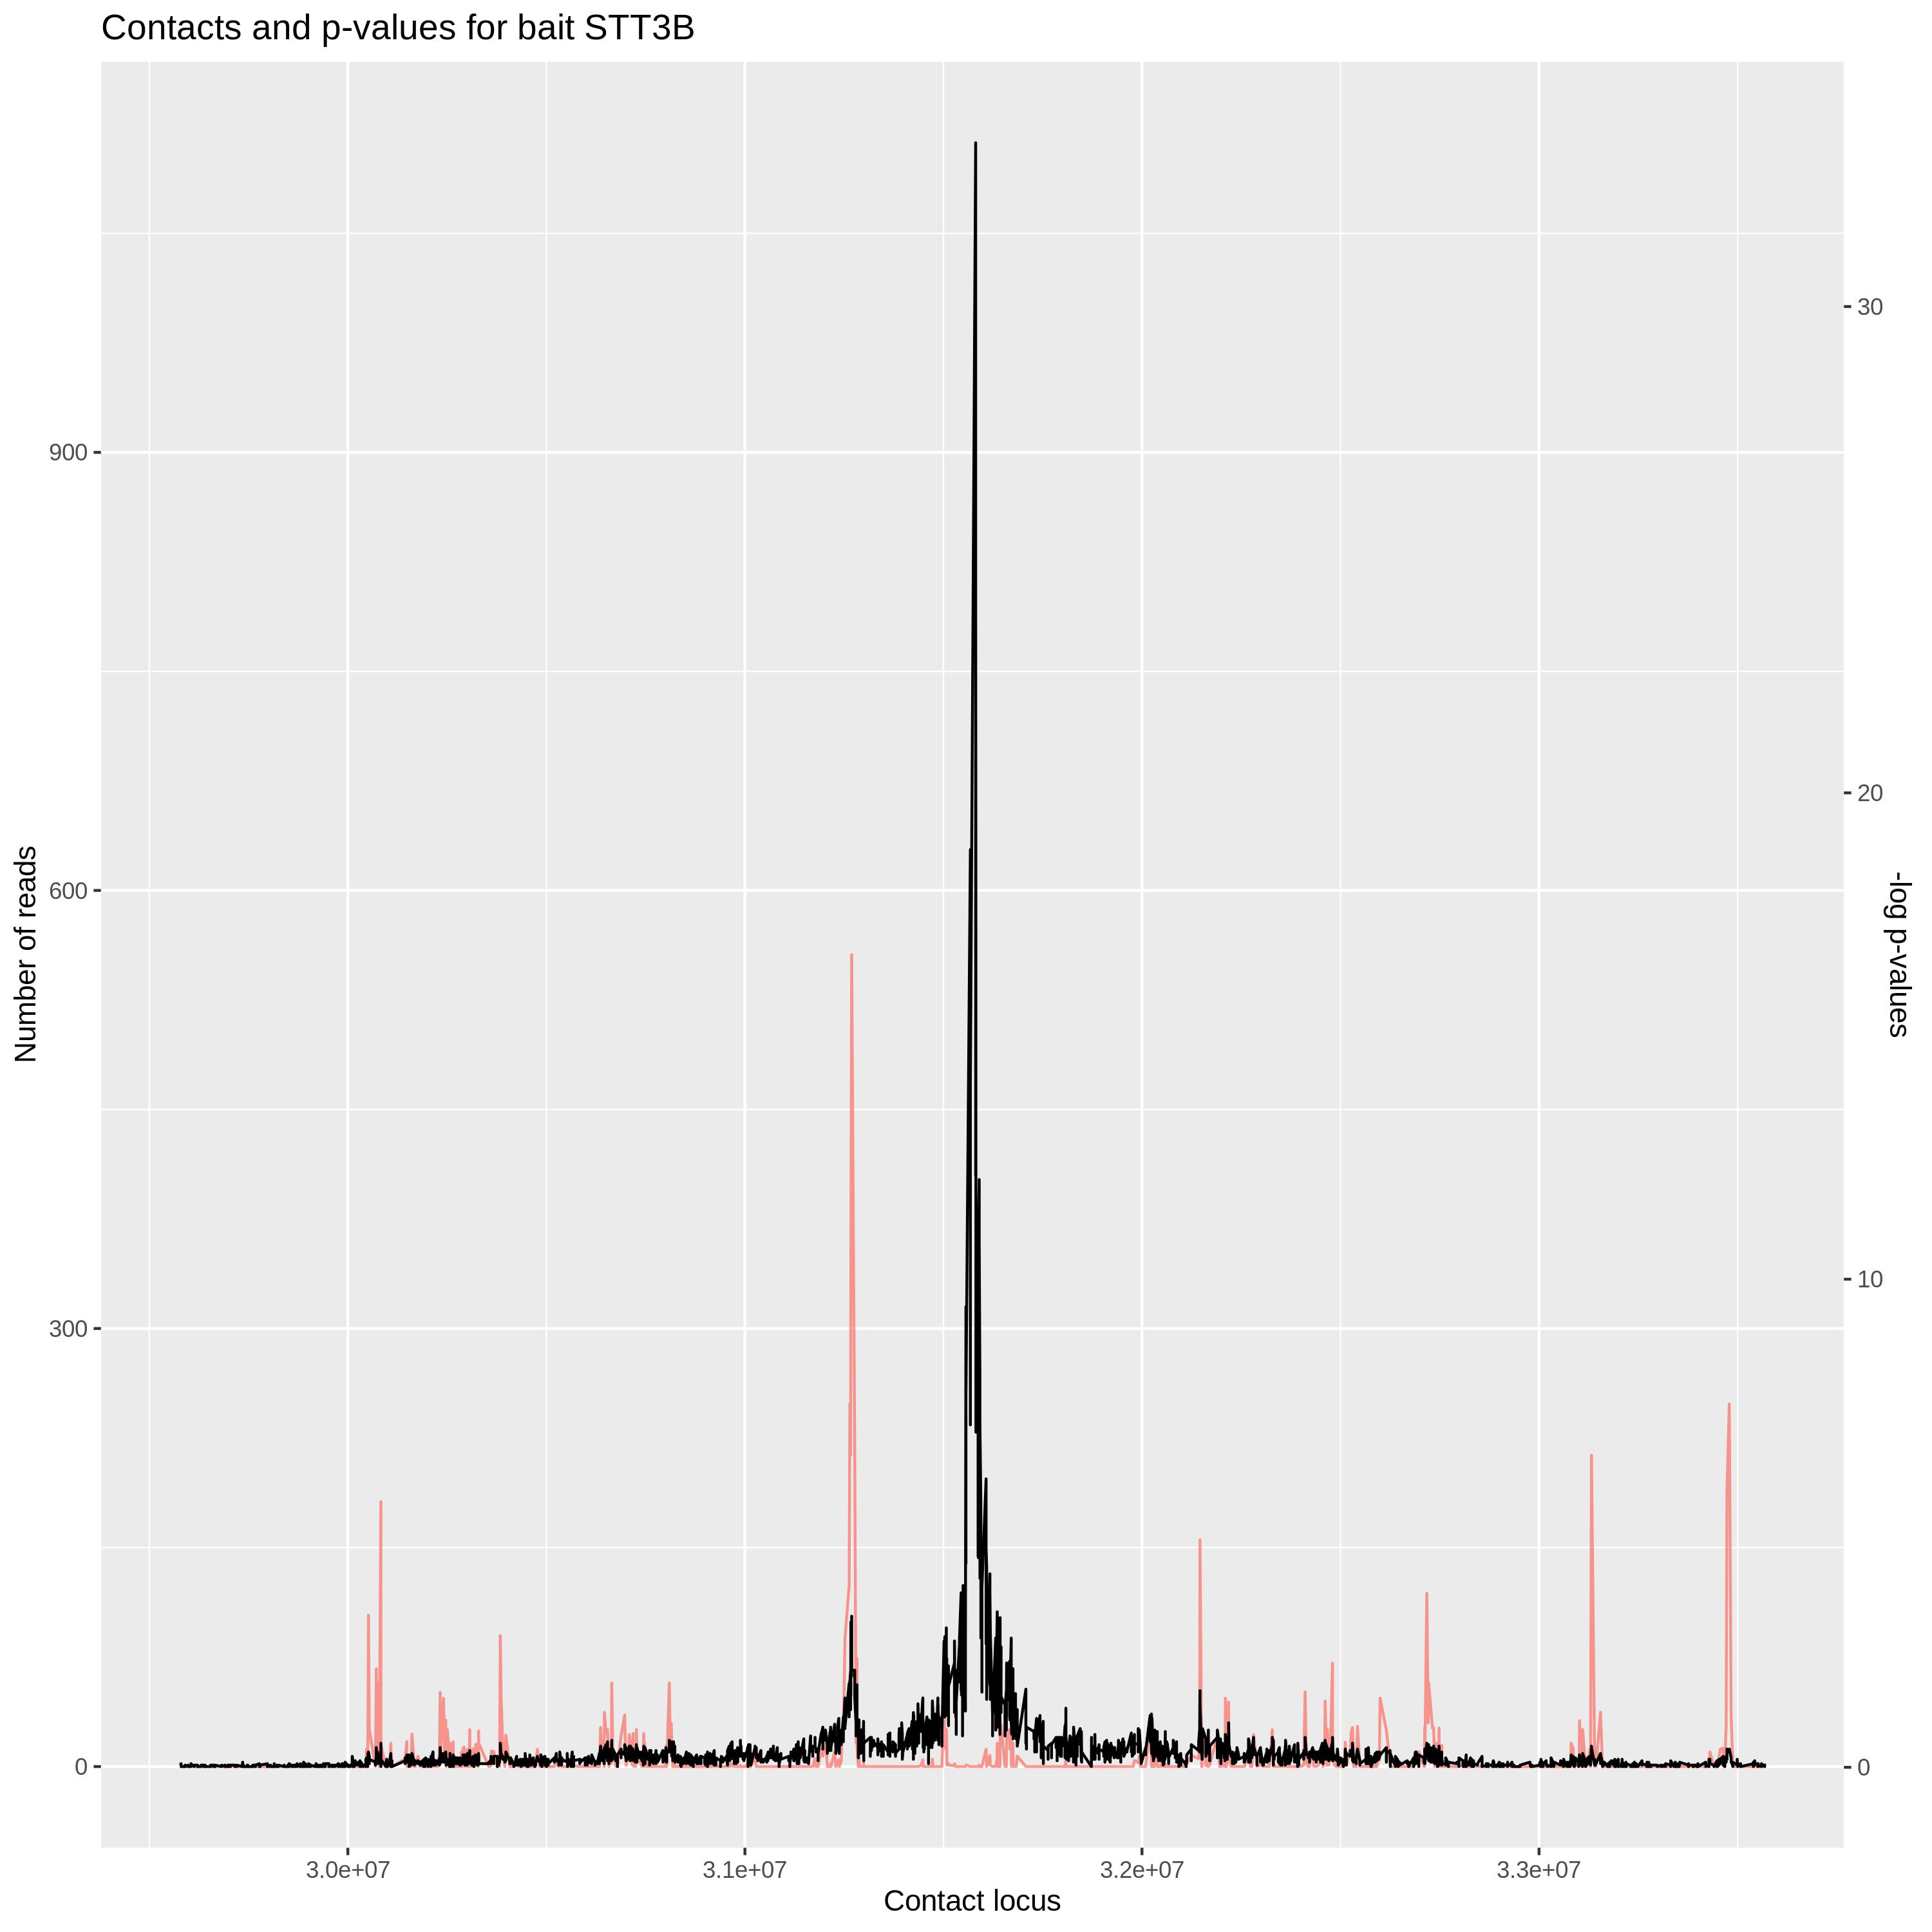 Contacts and p-values for bait STT3B
Number of reads
900
600
300
0
30
20
10
0
-log p-values
3.0e+07
3.1e+07
3.2e+07
3.3e+07
Contact locus